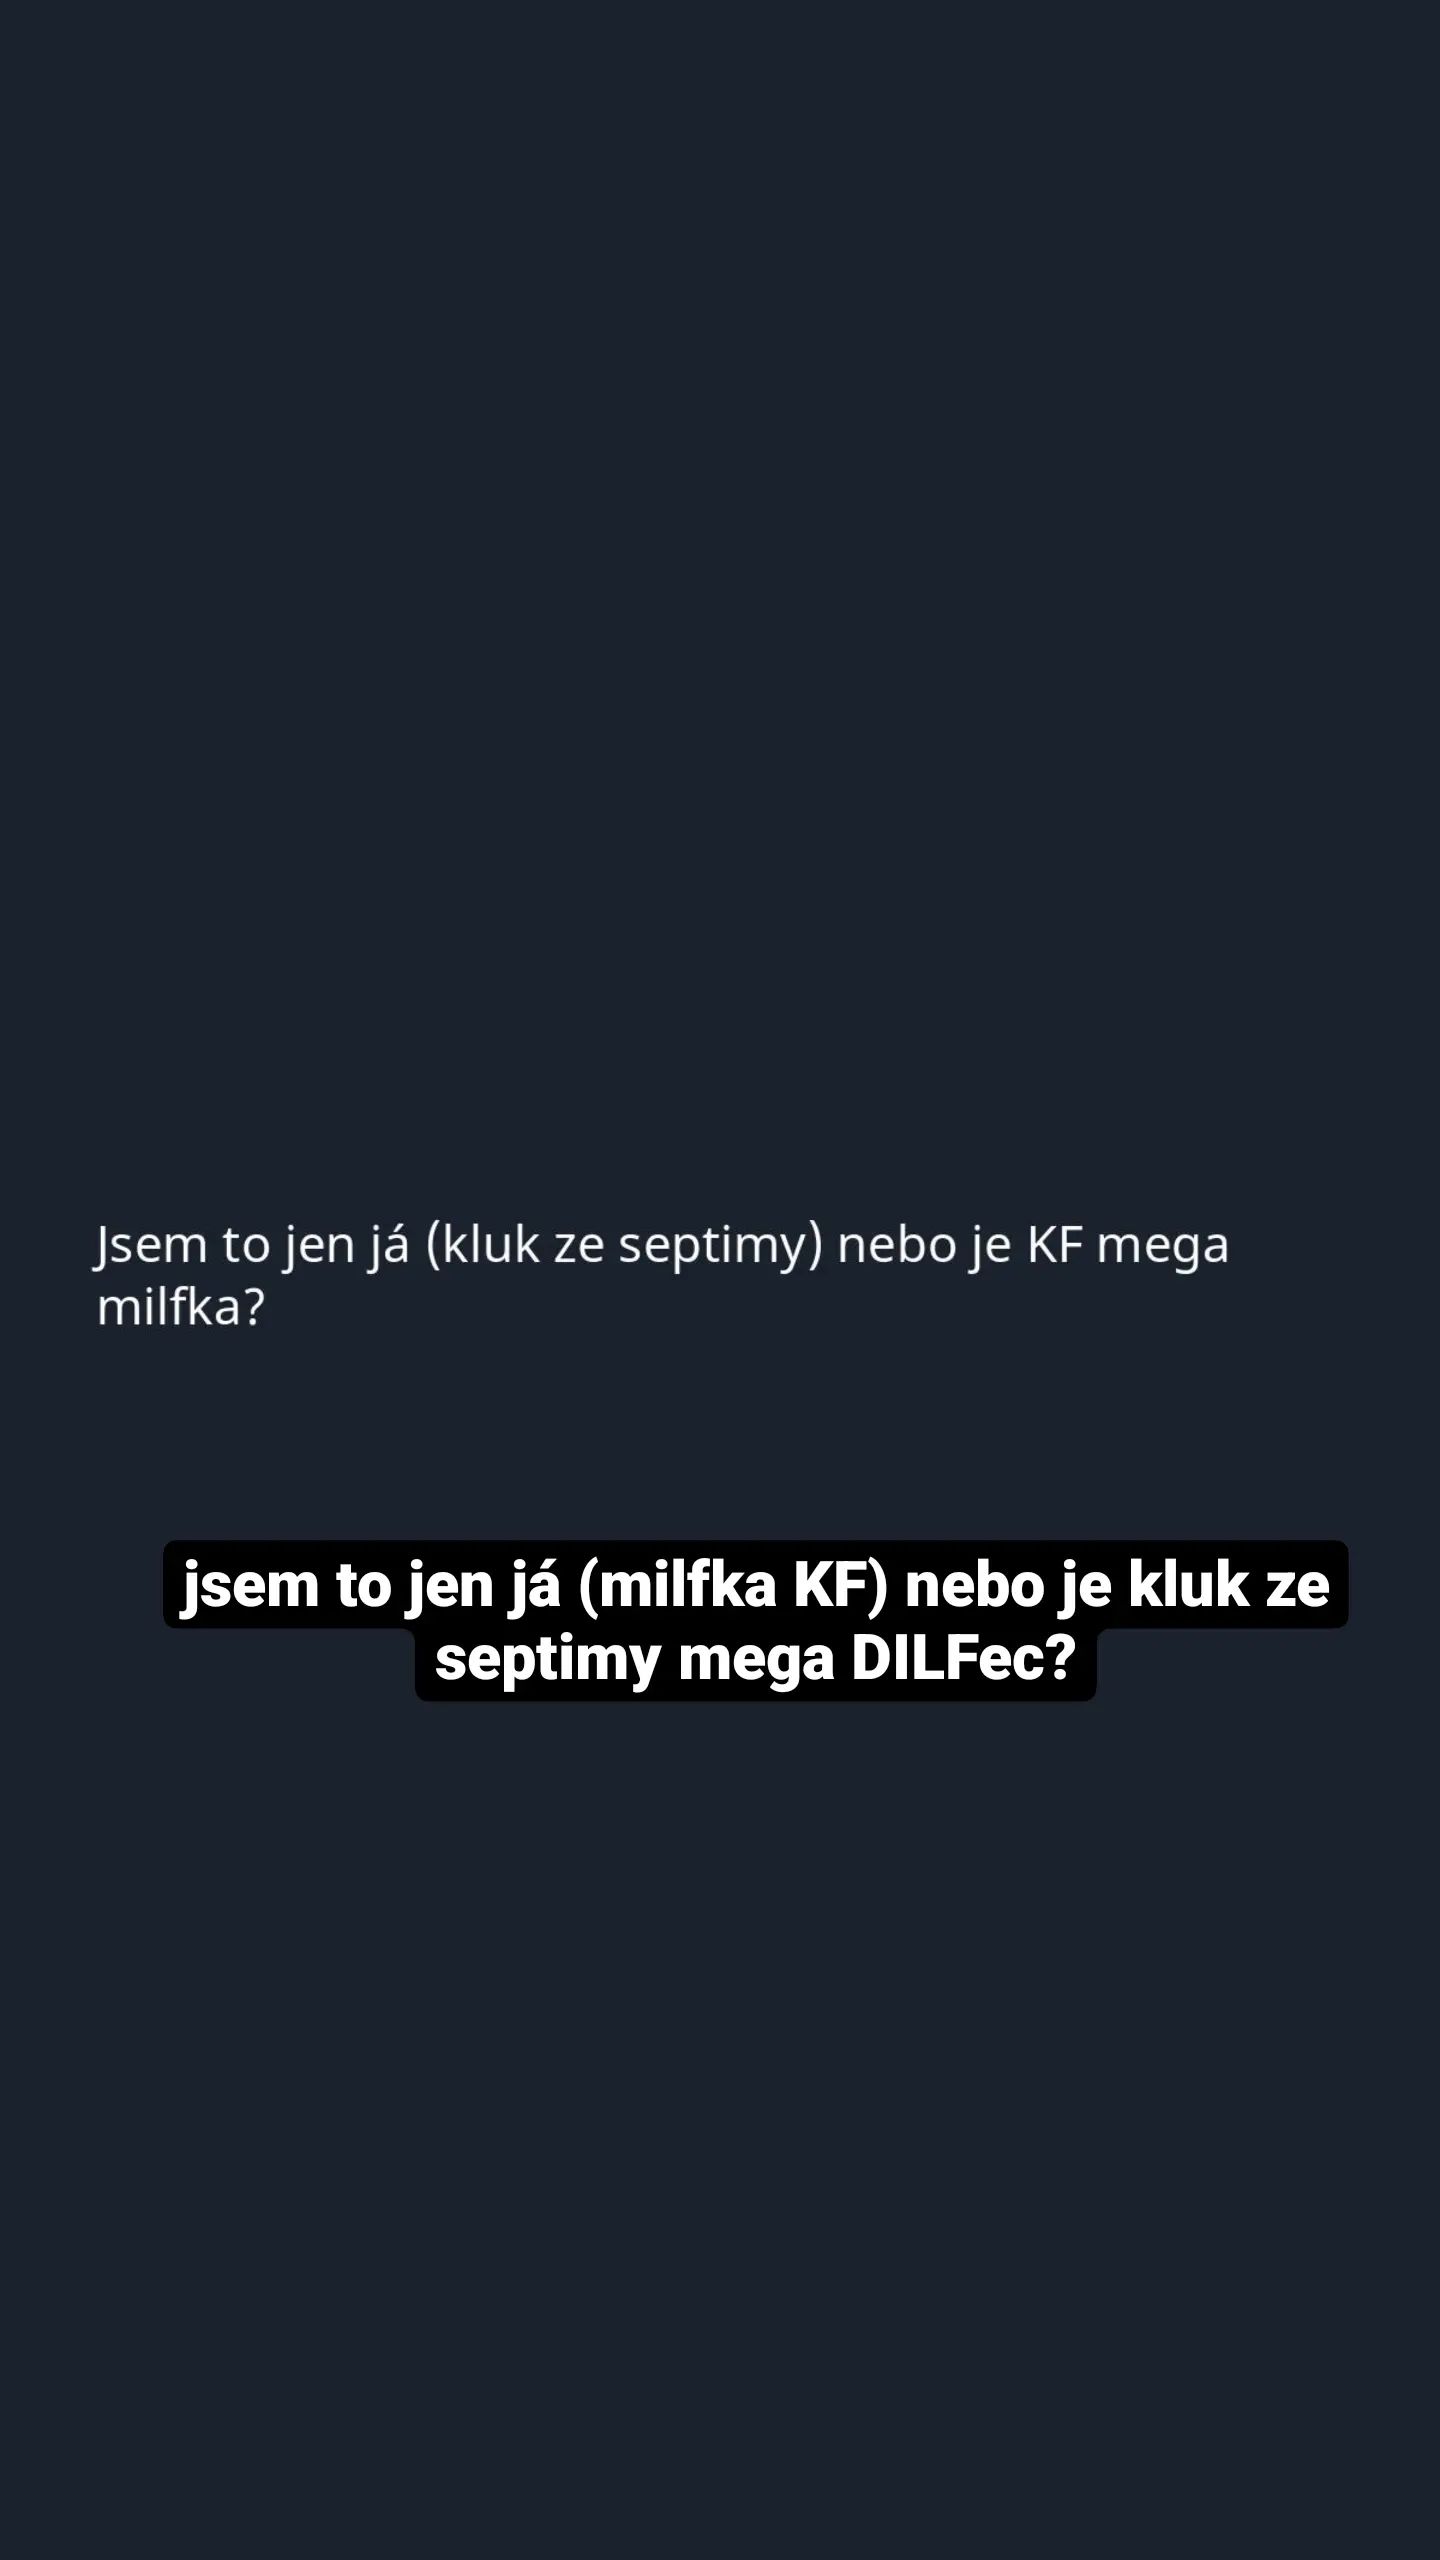 Jsem to jen já (kluk ze septimy) nebo je KF mega
milfka?
jsem to jen já (milfka KF) nebo je kluk ze
septimy mega DILFec?